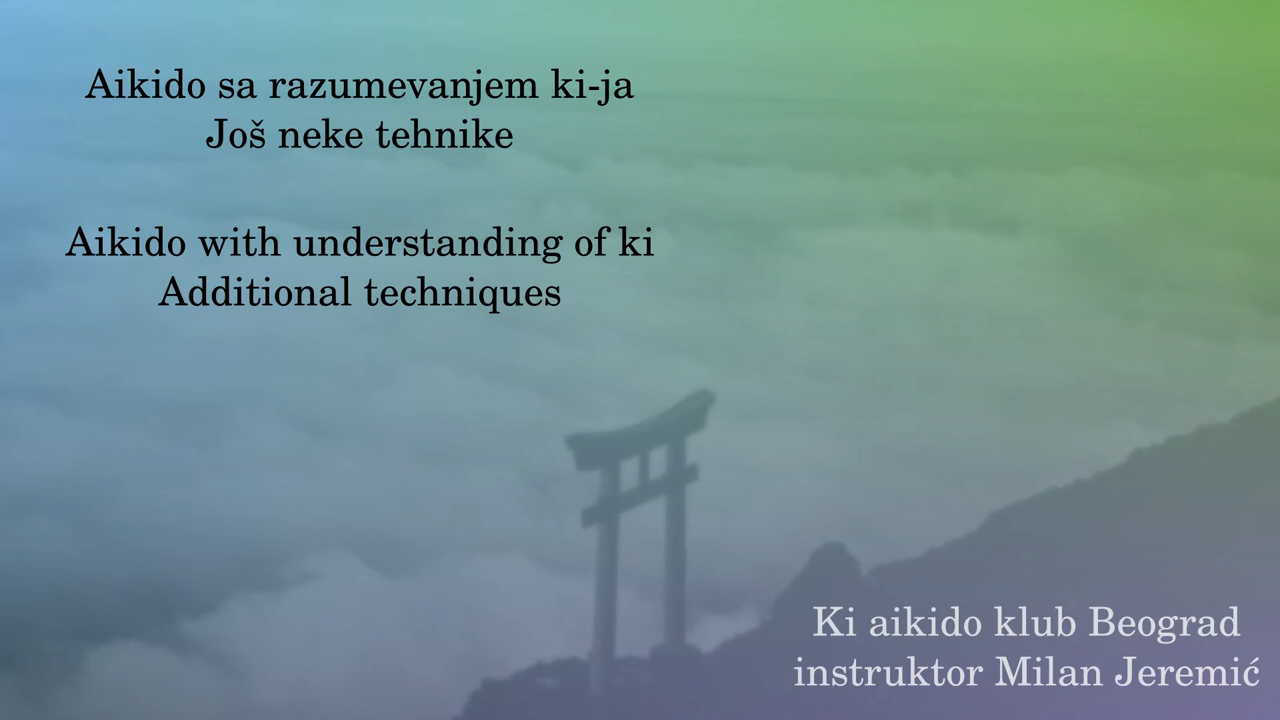 Aikido sa razumevanjem ki-ja
Još neke tehnike
Aikido with understanding of ki
Additional techniques
Ki aikido klub Beograd
instruktor Milan Jeremić